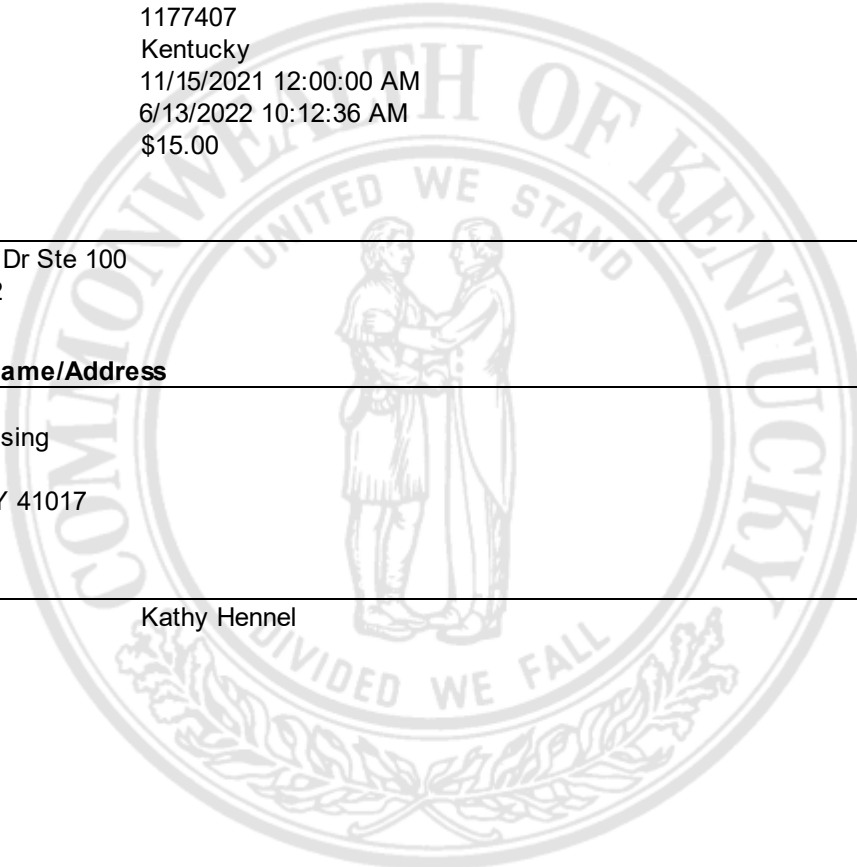 1177407
Kentucky
11/15/2021 12:00:00 AM
6/13/2022 10:12:36 AM
$15.00
COMMONWEALTH OF KENTUCKY
UNITED WE STAND
Dr Ste 100
2
ame/Address
sing
Y 41017
Kathy Hennel
DIVIDED WE FALL